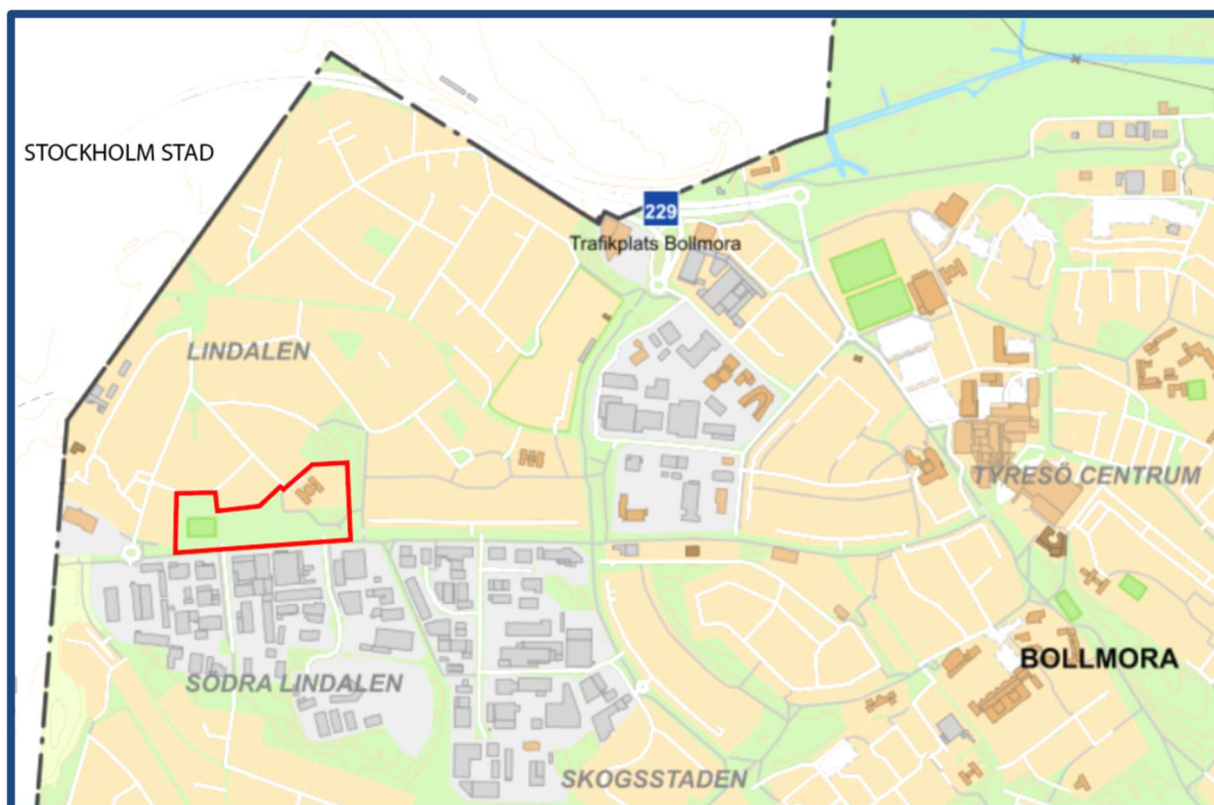 STOCKHOLM STAD
229
Trafikplats Bollmora
LINDALEN
TYRESÖ CENTRUM
BOLLMORA
SÖDRA LINDALEN
SKOGSSTADEN